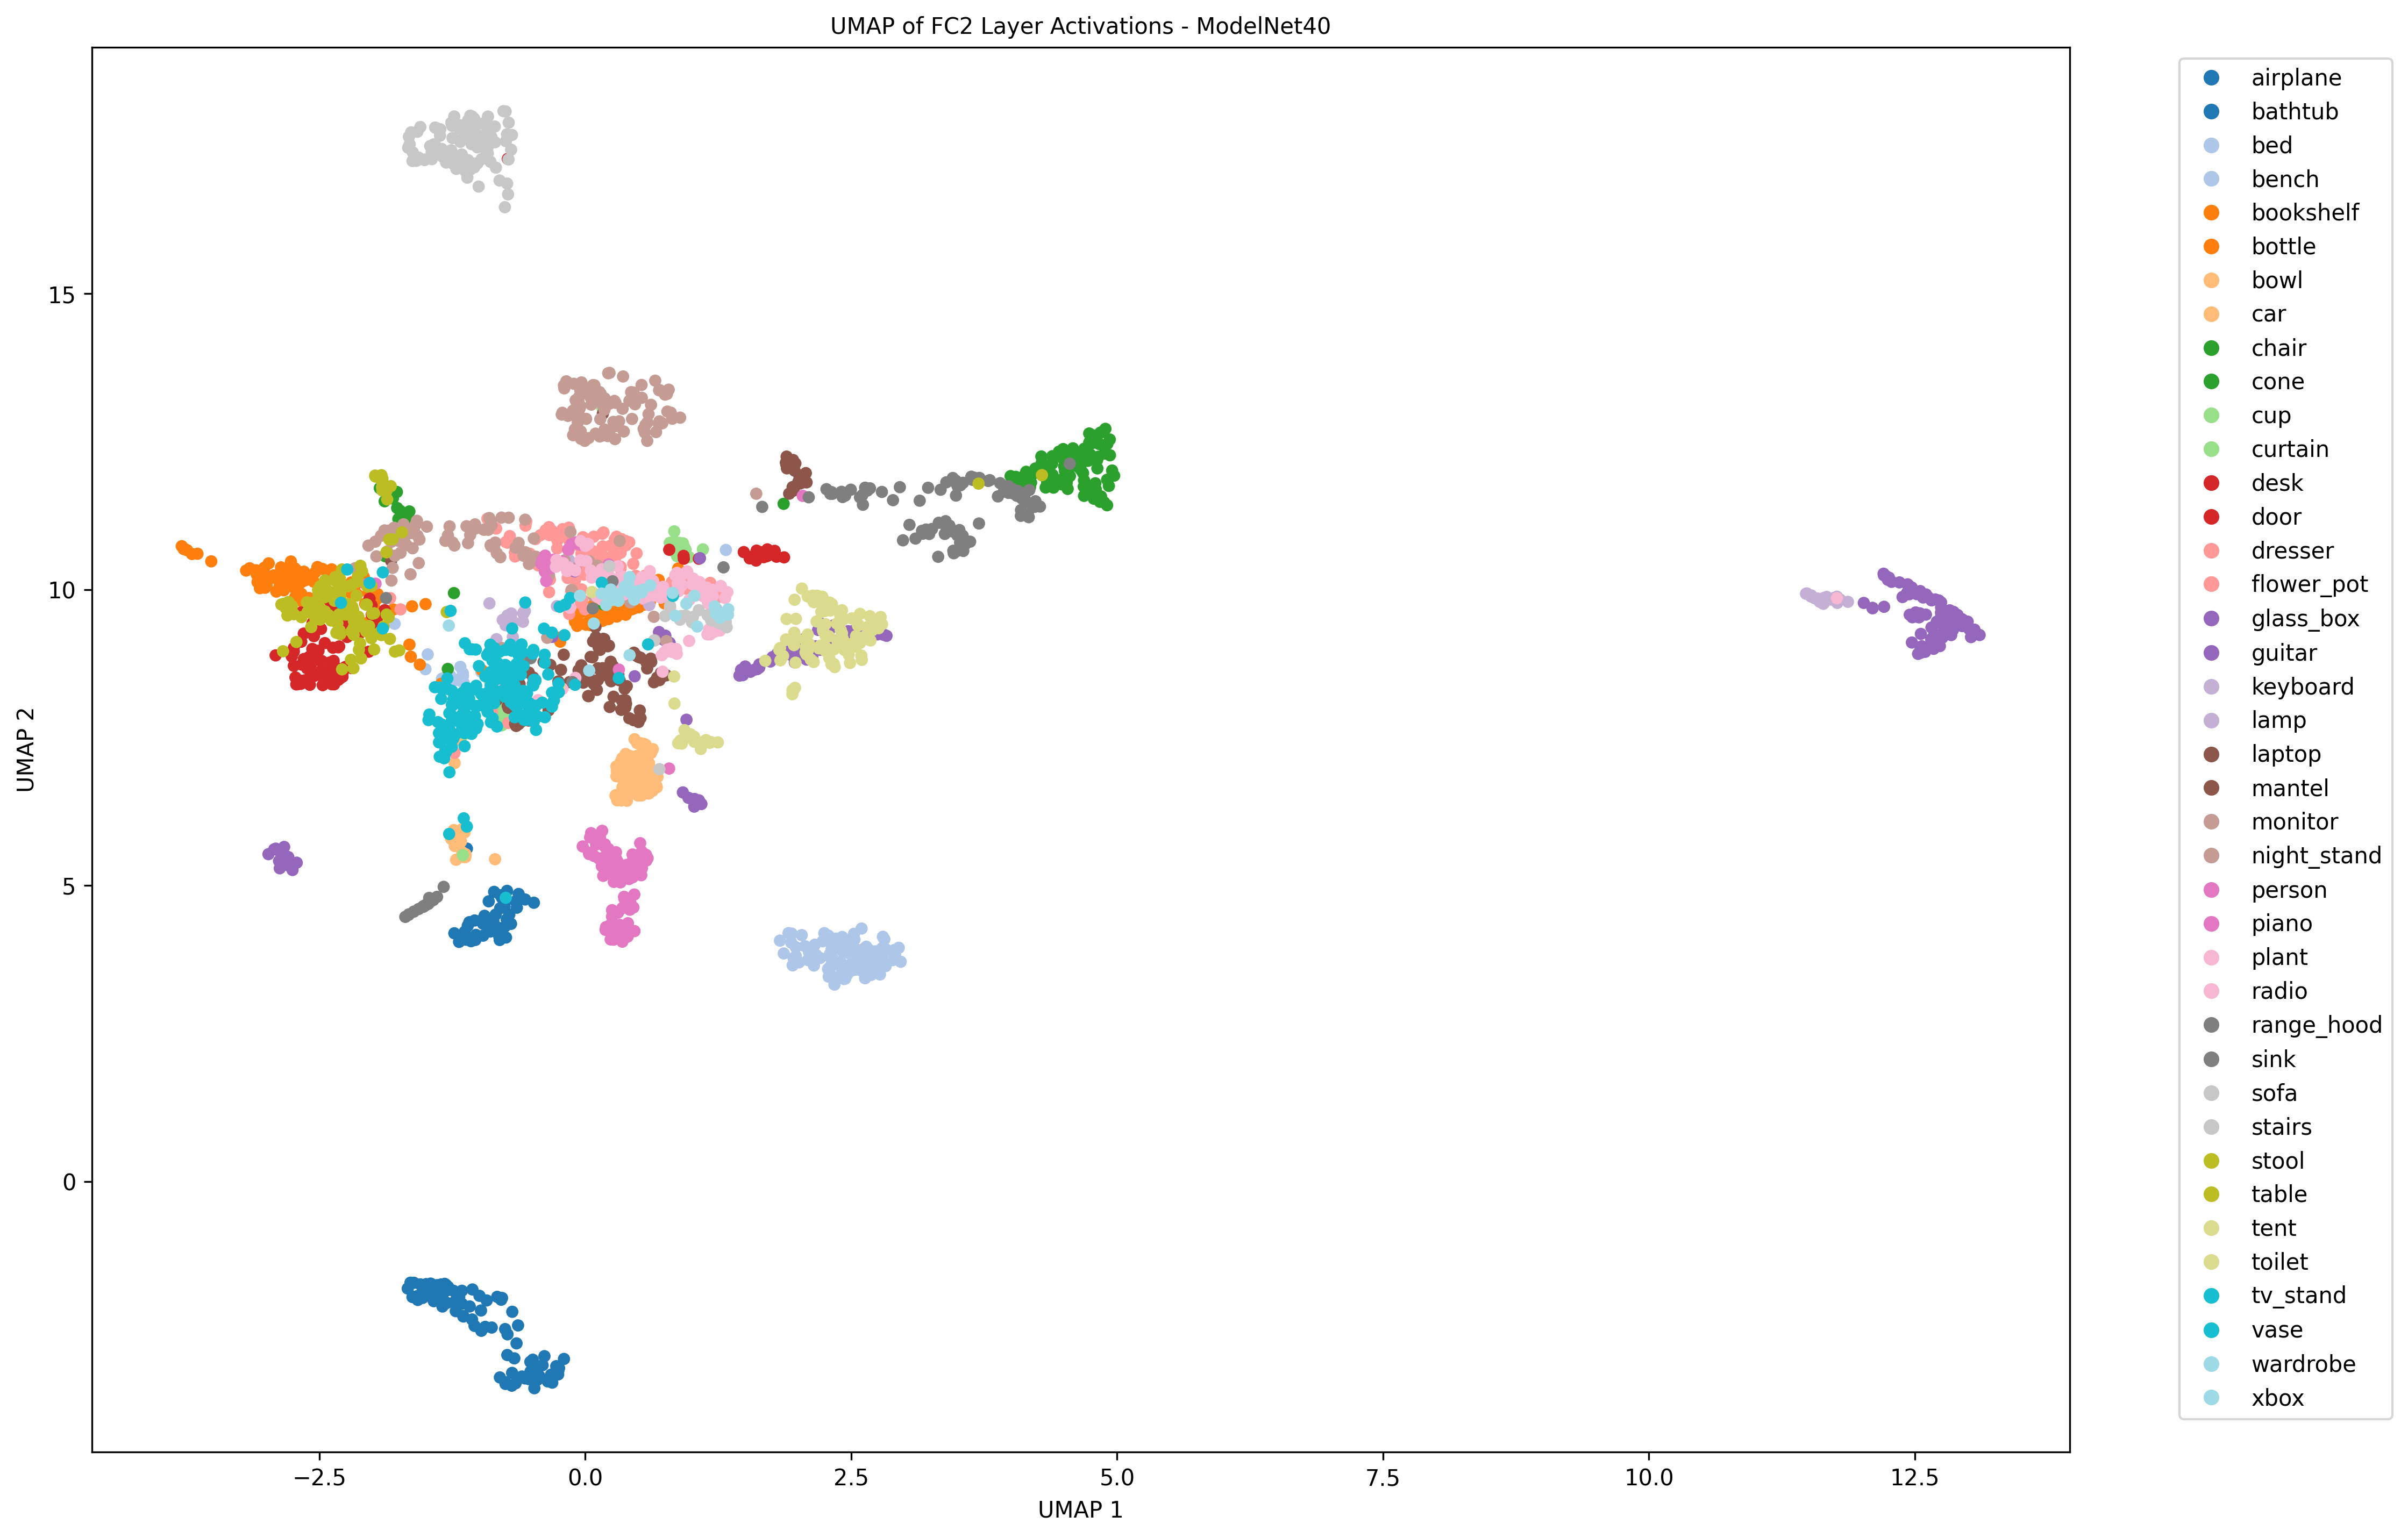 UMAP of FC2 Layer Activations - ModelNet40
15
10
5
0
UMAP 2
−2.5
0.0
2.5
5.0
7.5
10.0
12.5
UMAP 1
airplane
bathtub
bed
bench
bookshelf
bottle
bowl
car
chair
cone
cup
curtain
desk
door
dresser
flower_pot
glass_box
guitar
keyboard
lamp
laptop
mantel
monitor
night_stand
person
piano
plant
radio
range_hood
sink
sofa
stairs
stool
table
tent
toilet
tv_stand
vase
wardrobe
xbox